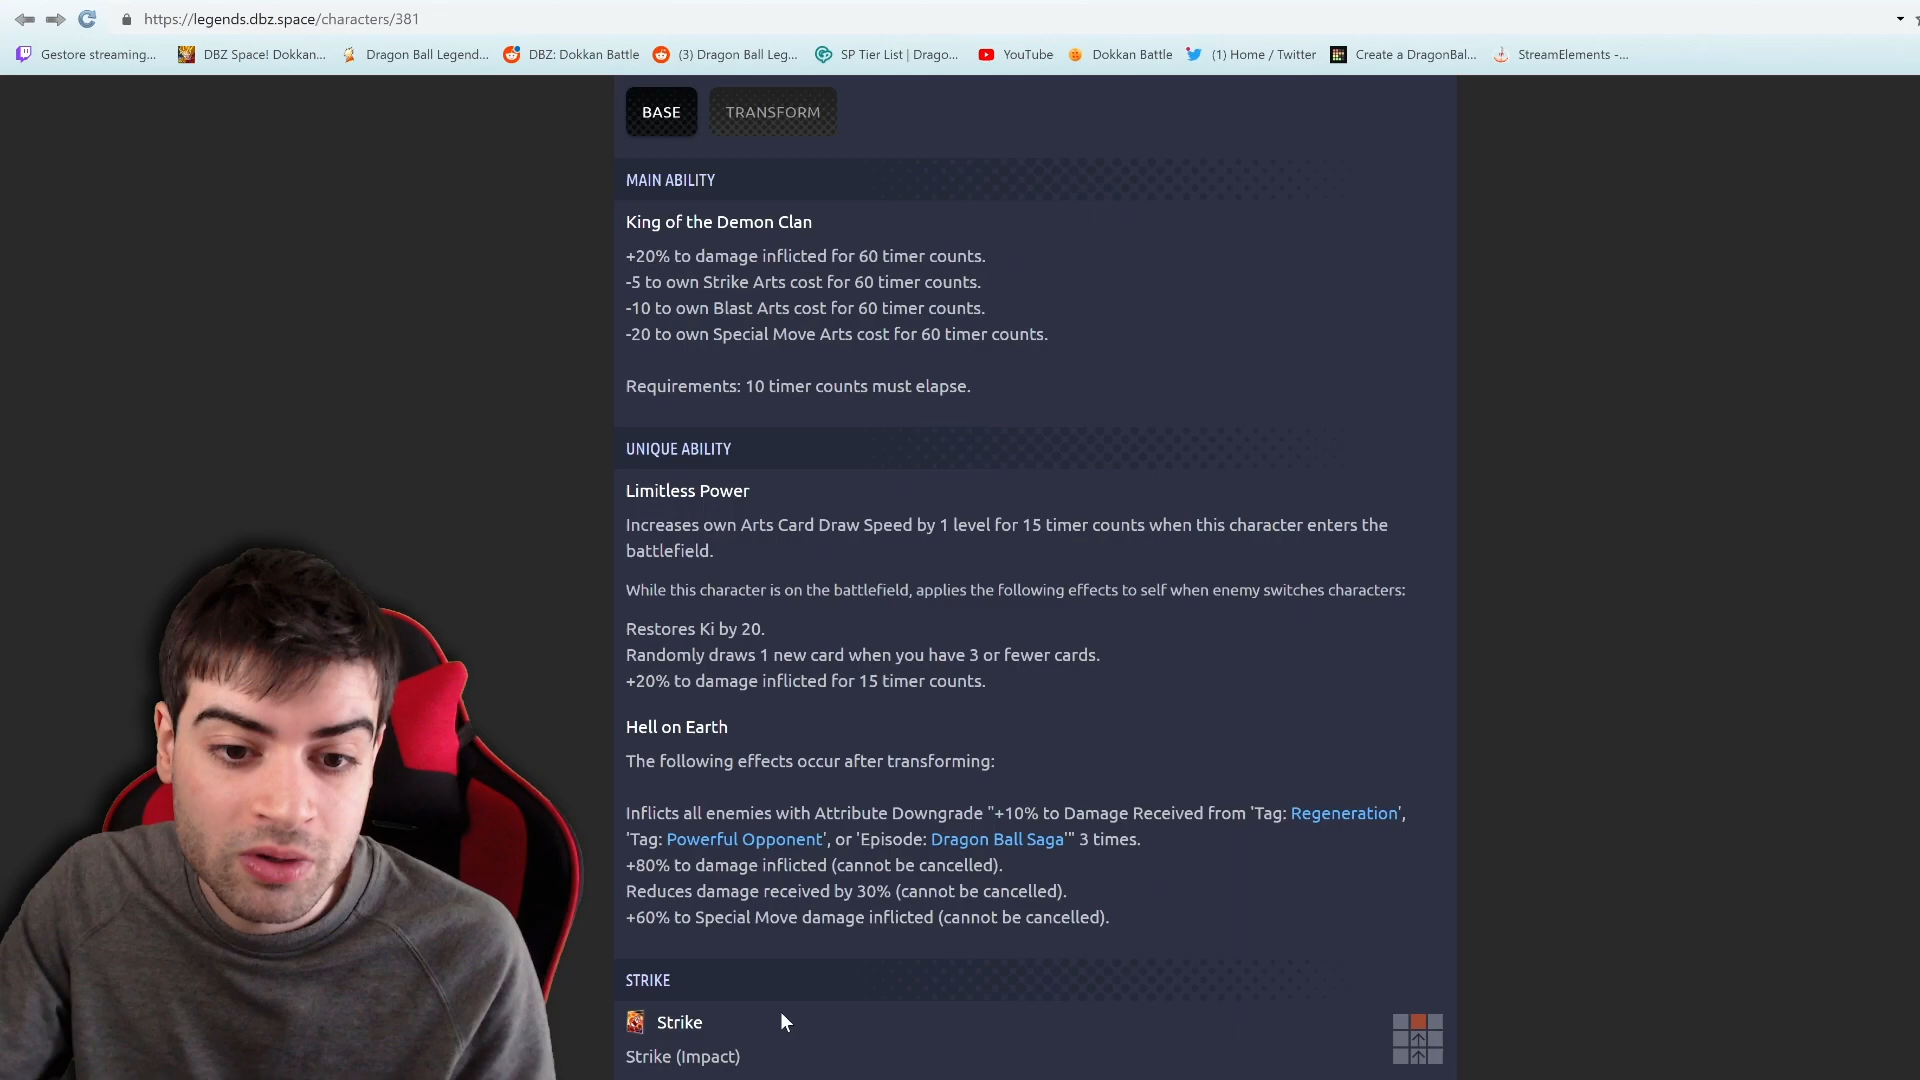 https://legends.dbz.space/characters/381
Gestore streaming... DBZ Space! Dokkan... Dragon Ball Legend... DBZ: Dokkan Battle (3) Dragon Ball Leg... SP Tier List | Drago... YouTube Dokkan Battle (1) Home / Twitter Create a DragonBal... StreamElements -...
BASE TRANSFORM
MAIN ABILITY
King of the Demon Clan
+20% to damage inflicted for 60 timer counts.
-5 to own Strike Arts cost for 60 timer counts.
-10 to own Blast Arts cost for 60 timer counts.
-20 to own Special Move Arts cost for 60 timer counts.
Requirements: 10 timer counts must elapse.
UNIQUE ABILITY
Limitless Power
Increases own Arts Card Draw Speed by 1 level for 15 timer counts when this character enters the
battlefield.
While this character is on the battlefield, applies the following effects to self when enemy switches characters:
Restores Ki by 20.
Randomly draws 1 new card when you have 3 or fewer cards.
+20% to damage inflicted for 15 timer counts.
Hell on Earth
The following effects occur after transforming:
Inflicts all enemies with Attribute Downgrade "+10% to Damage Received from 'Tag: Regeneration',
'Tag: Powerful Opponent', or 'Episode: Dragon Ball Saga'" 3 times.
+80% to damage inflicted (cannot be cancelled).
Reduces damage received by 30% (cannot be cancelled).
+60% to Special Move damage inflicted (cannot be cancelled).
STRIKE
Strike
Strike (Impact)